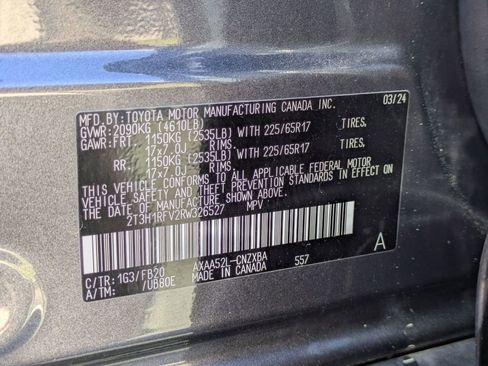 MFD.BY: TOYOTA MOTOR MANUFACTURING CANADA INC. 03/24
GVWR: 2090KG (4610LB)
GAWR: FRT. 1150KG (2535LB) WITH 225/65R17 TIRES,
17x7.0J RIMS.
RR. 1150KG (2535LB) WITH 225/65R17 TIRES,
17x7.0J RIMS.
THIS VEHICLE CONFORMS TO ALL APPLICABLE FEDERAL MOTOR
VEHICLE SAFETY AND THEFT PREVENTION STANDARDS IN EFFECT ON
THE DATE OF MANUFACTURE SHOWN ABOVE.
2T3H1RFV2RW326527 MPV
A
C/TR: 1G3/FB20 AXAA52L-CNZXBA 557
A/TM: /UB80E MADE IN CANADA